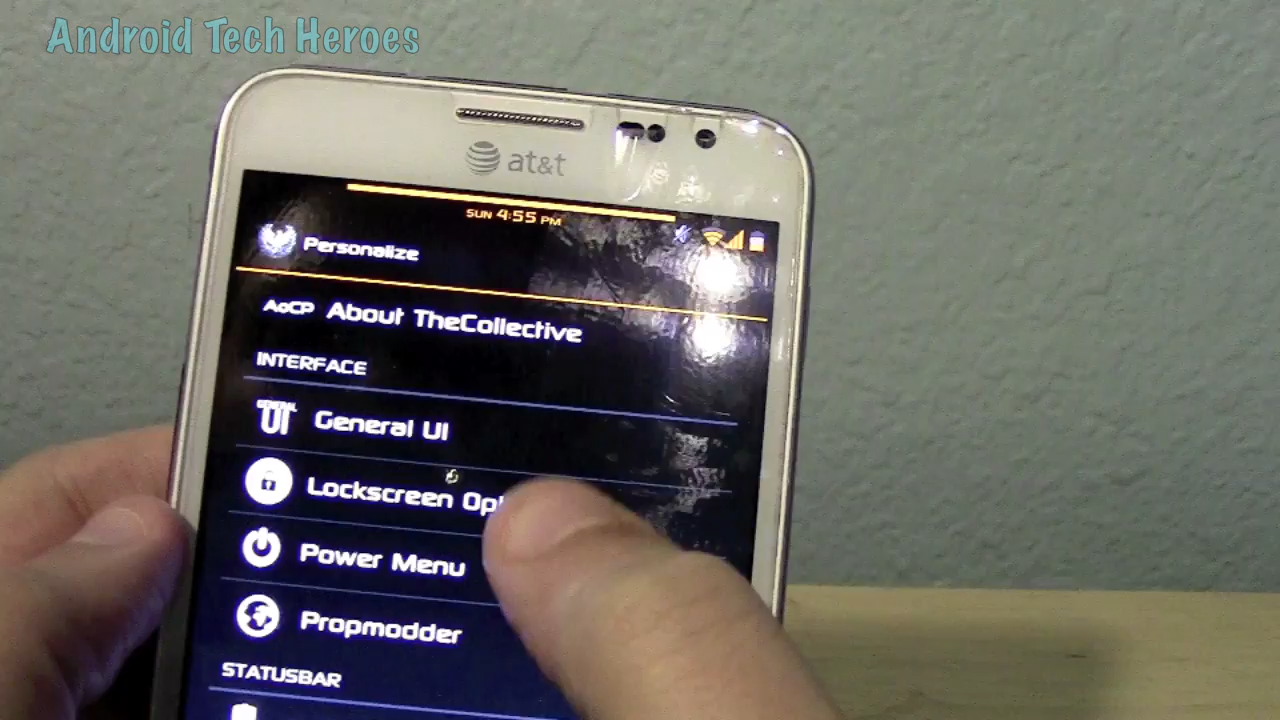 Android Tech Heroes
at&t
SUN 4:55 PM
Personalize
AOCP About TheCollective
INTERFACE
GENERAL UI General UI
Lockscreen
Power Menu
Propmodder
STATUSBAR